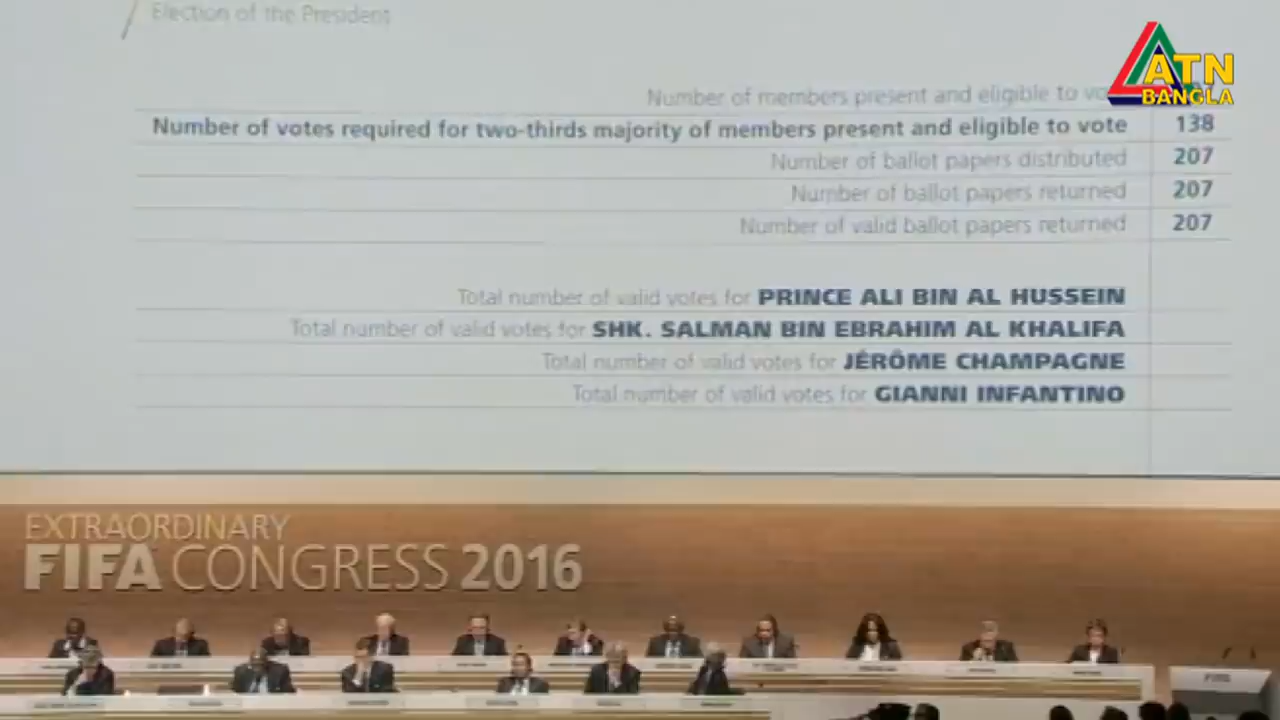 Election of the President
ATN
BANGLA
Number of members present and eligible to
Number of votes required for two-thirds majority of members present and eligible to vote 138
Number of ballot papers distributed 207
Number of ballot papers returned 207
Number of valid ballot papers returned 207
Total number of valid votes for PRINCE ALI BIN AL HUSSEIN
Total number of valid votes for SHK. SALMAN BIN EBRAHIM AL KHALIFA
Total number of valid votes for JÉRÔME CHAMPAGNE
Total number of valid votes for GIANNI INFANTINO
EXTRAORDINARY
FIFA CONGRESS 2016
FIFA